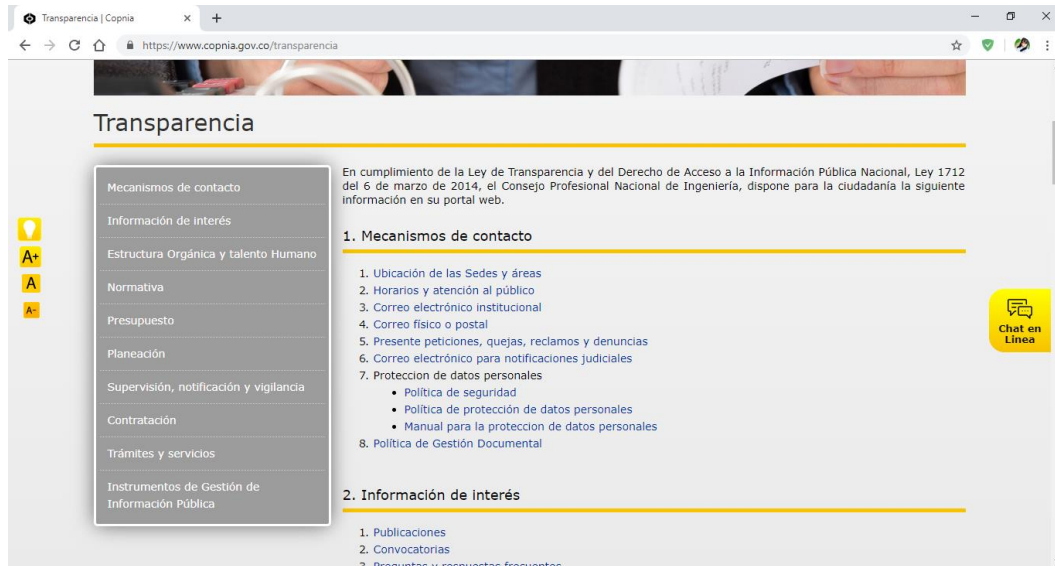 Transparencia | Copnia
https://www.copnia.gov.co/transparencia
Transparencia
Mecanismos de contacto
Información de interés
Estructura Orgánica y talento Humano
Normativa
Presupuesto
Planeación
Supervisión, notificación y vigilancia
Contratación
Trámites y servicios
Instrumentos de Gestión de
Información Pública
En cumplimiento de la Ley de Transparencia y del Derecho de Acceso a la Información Pública Nacional, Ley 1712
del 6 de marzo de 2014, el Consejo Profesional Nacional de Ingeniería, dispone para la ciudadanía la siguiente
información en su portal web.
1. Mecanismos de contacto
1. Ubicación de las Sedes y áreas
2. Horarios y atención al público
3. Correo electrónico institucional
4. Correo físico o postal
5. Presente peticiones, quejas, reclamos y denuncias
6. Correo electrónico para notificaciones judiciales
7. Proteccion de datos personales
• Política de seguridad
• Política de protección de datos personales
• Manual para la proteccion de datos personales
8. Política de Gestión Documental
2. Información de interés
1. Publicaciones
2. Convocatorias
3. Preguntas y respuestas frecuentes
A+
A
A-
Chat en
Línea